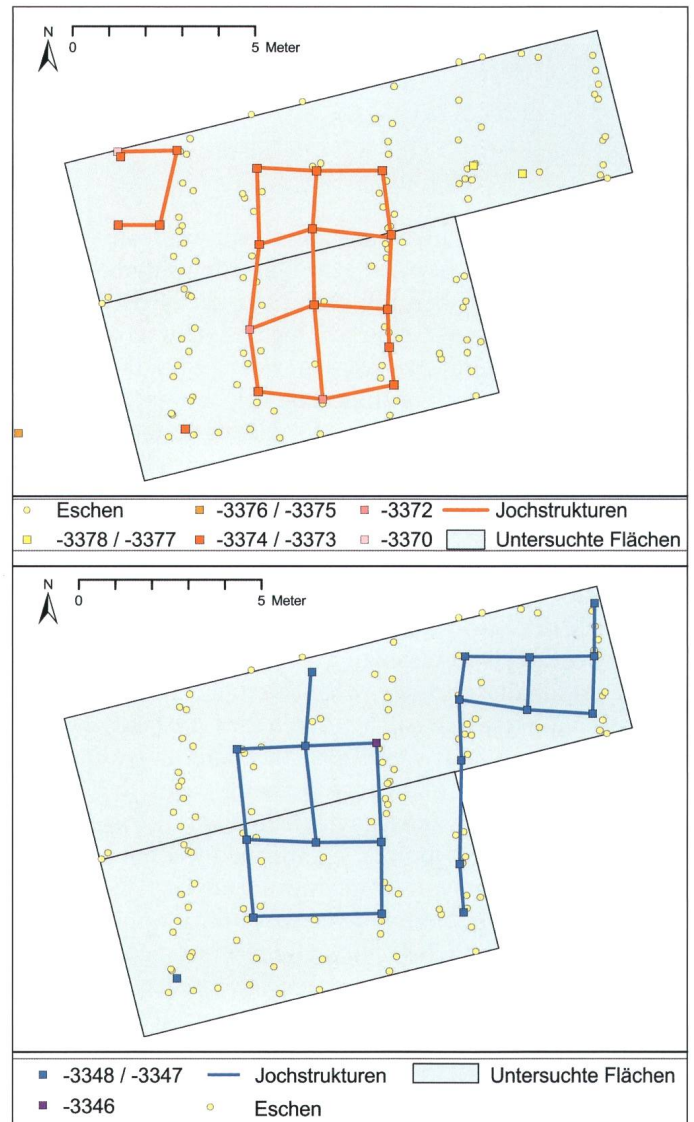 N
0 5 Meter
Eschen -3376 / -3375 -3372 Jochstrukturen
-3378 / -3377 -3374 / -3373 -3370 Untersuchte Flächen
N
0 5 Meter
-3348 / -3347 Jochstrukturen Untersuchte Flächen
-3346 Eschen